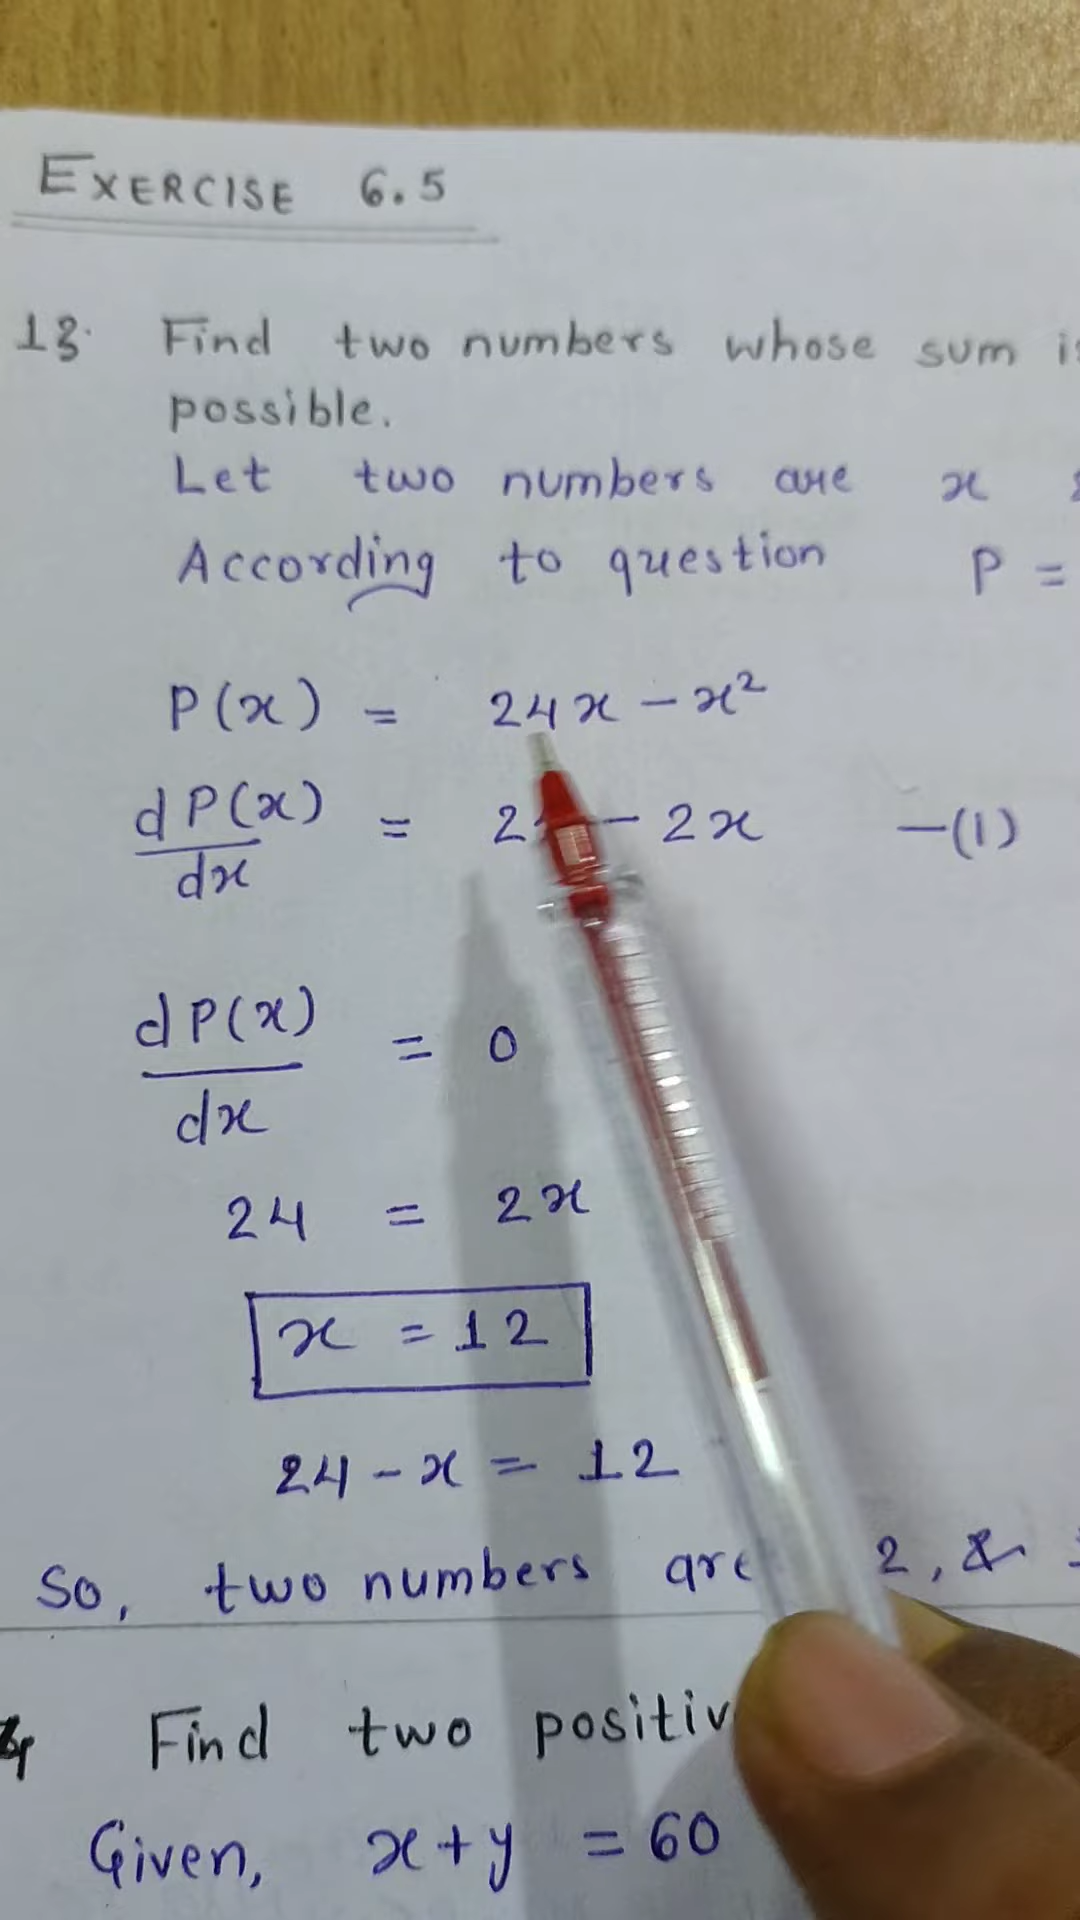 EXERCISE 6.5
13. Find two numbers whose sum is
possible.
Let two numbers are x
According to question P =
P(x) = 24x - x²
dP(x)/dx = 2 - 2x -(1)
dP(x)/dx = 0
24 = 2x
x = 12
24 - x = 12
So, two numbers are 2, &
Find two positiv
Given, x+y = 60